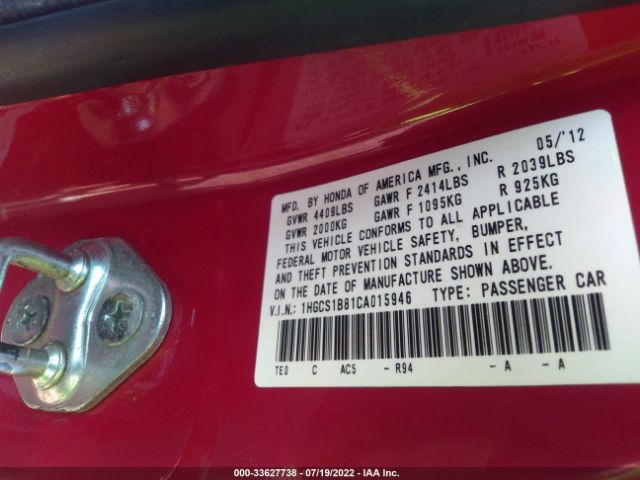 MFD. BY HONDA OF AMERICA MFG., INC. 05/'12
GVWR 4409LBS GAWR F 2414LBS R 2039LBS
GVWR 2000KG GAWR F 1095KG R 925KG
THIS VEHICLE CONFORMS TO ALL APPLICABLE
FEDERAL MOTOR VEHICLE SAFETY, BUMPER,
AND THEFT PREVENTION STANDARDS IN EFFECT
ON THE DATE OF MANUFACTURE SHOWN ABOVE.
V.I.N.: 1HGCS1B81CA015946 TYPE: PASSENGER CAR
TE0 C AC5 - R94 - A - A
000-33627738 - 07/19/2022 - IAA Inc.